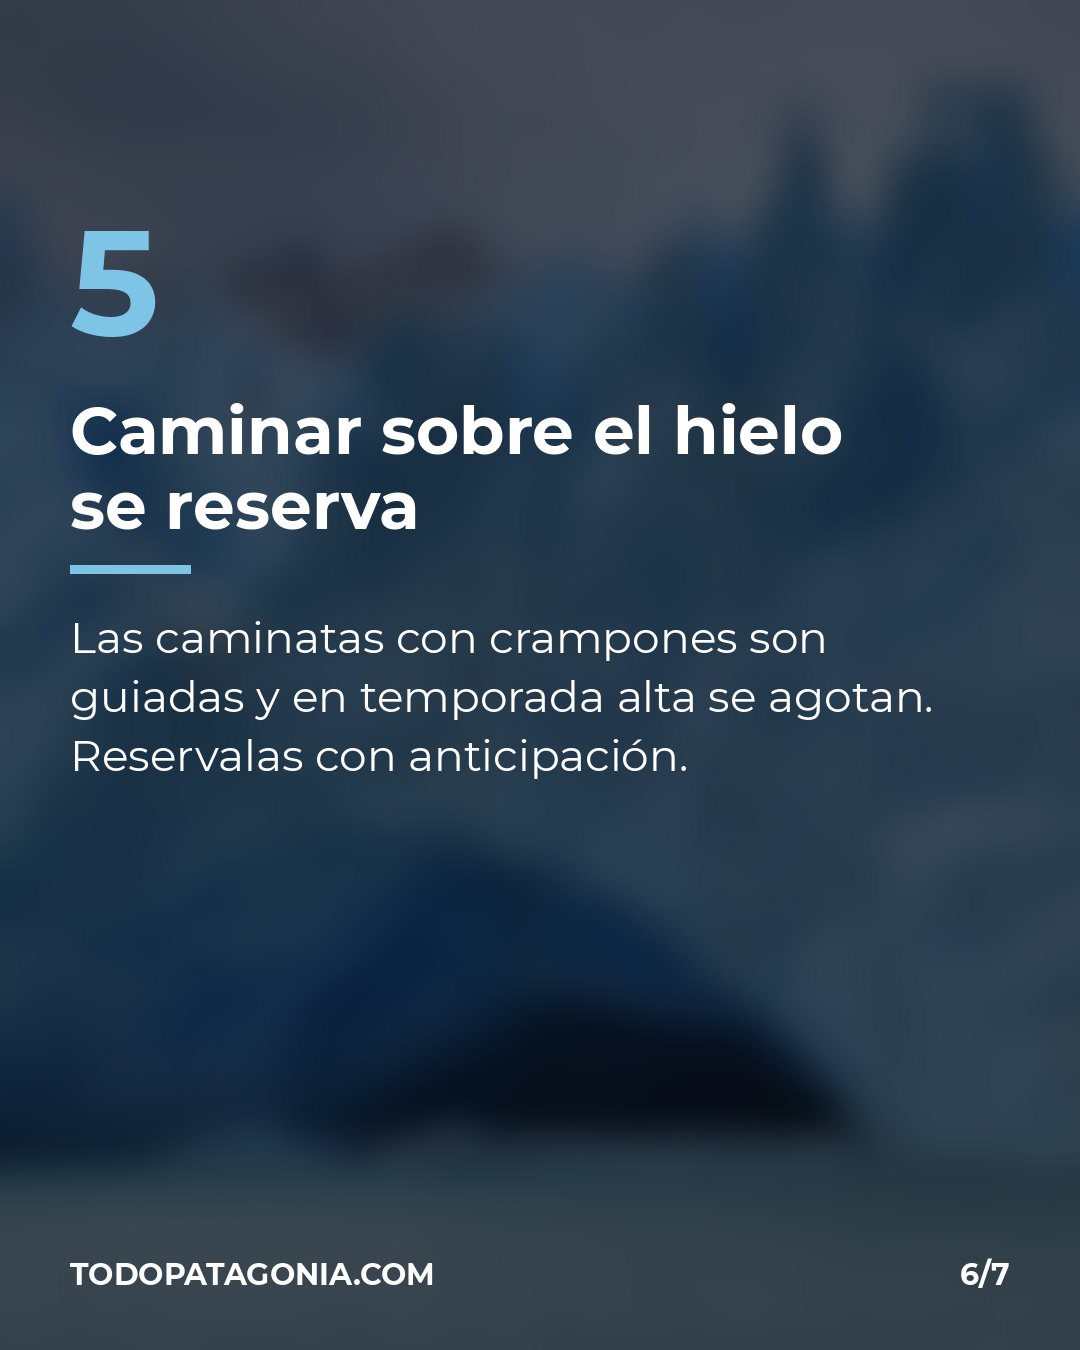 5
Caminar sobre el hielo
se reserva
Las caminatas con crampones son
guiadas y en temporada alta se agotan.
Reservalas con anticipación.
TODOPATAGONIA.COM
6/7